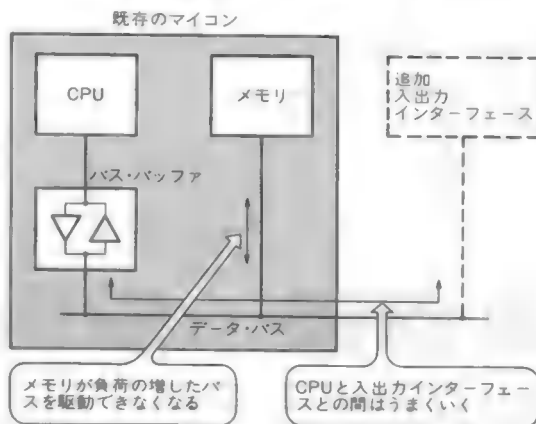 既存のマイコン
CPU
メモリ
追加
入出力
インターフェース
バス・バッファ
データ・バス
メモリが負荷の増したバ
スを駆動できなくなる
CPUと入出力インターフェー
スとの間はうまくいく